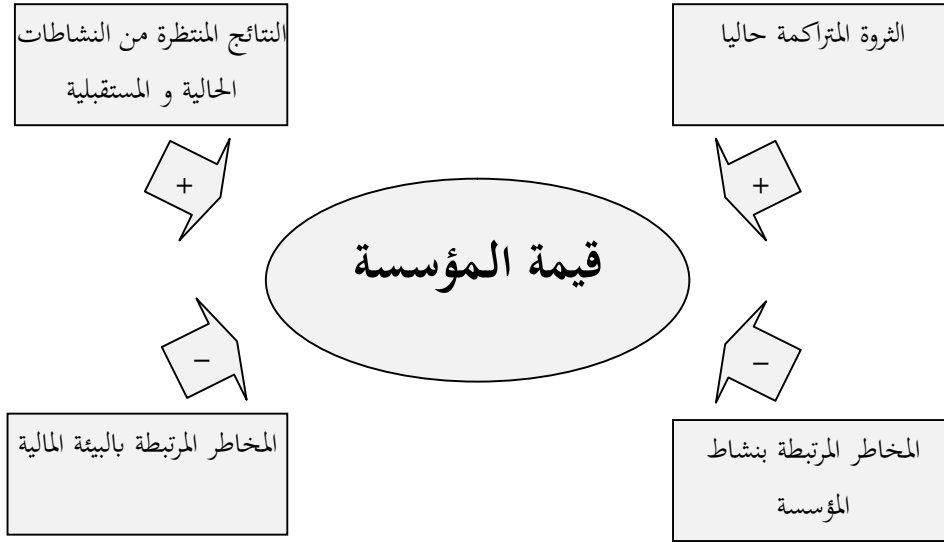 الثروة المتراكمة حاليا
النتائج المنتظرة من النشاطات
الحالية و المستقبلية
+
+
قيمة المؤسسة
–
–
المخاطر المرتبطة بنشاط
المؤسسة
المخاطر المرتبطة بالبيئة المالية